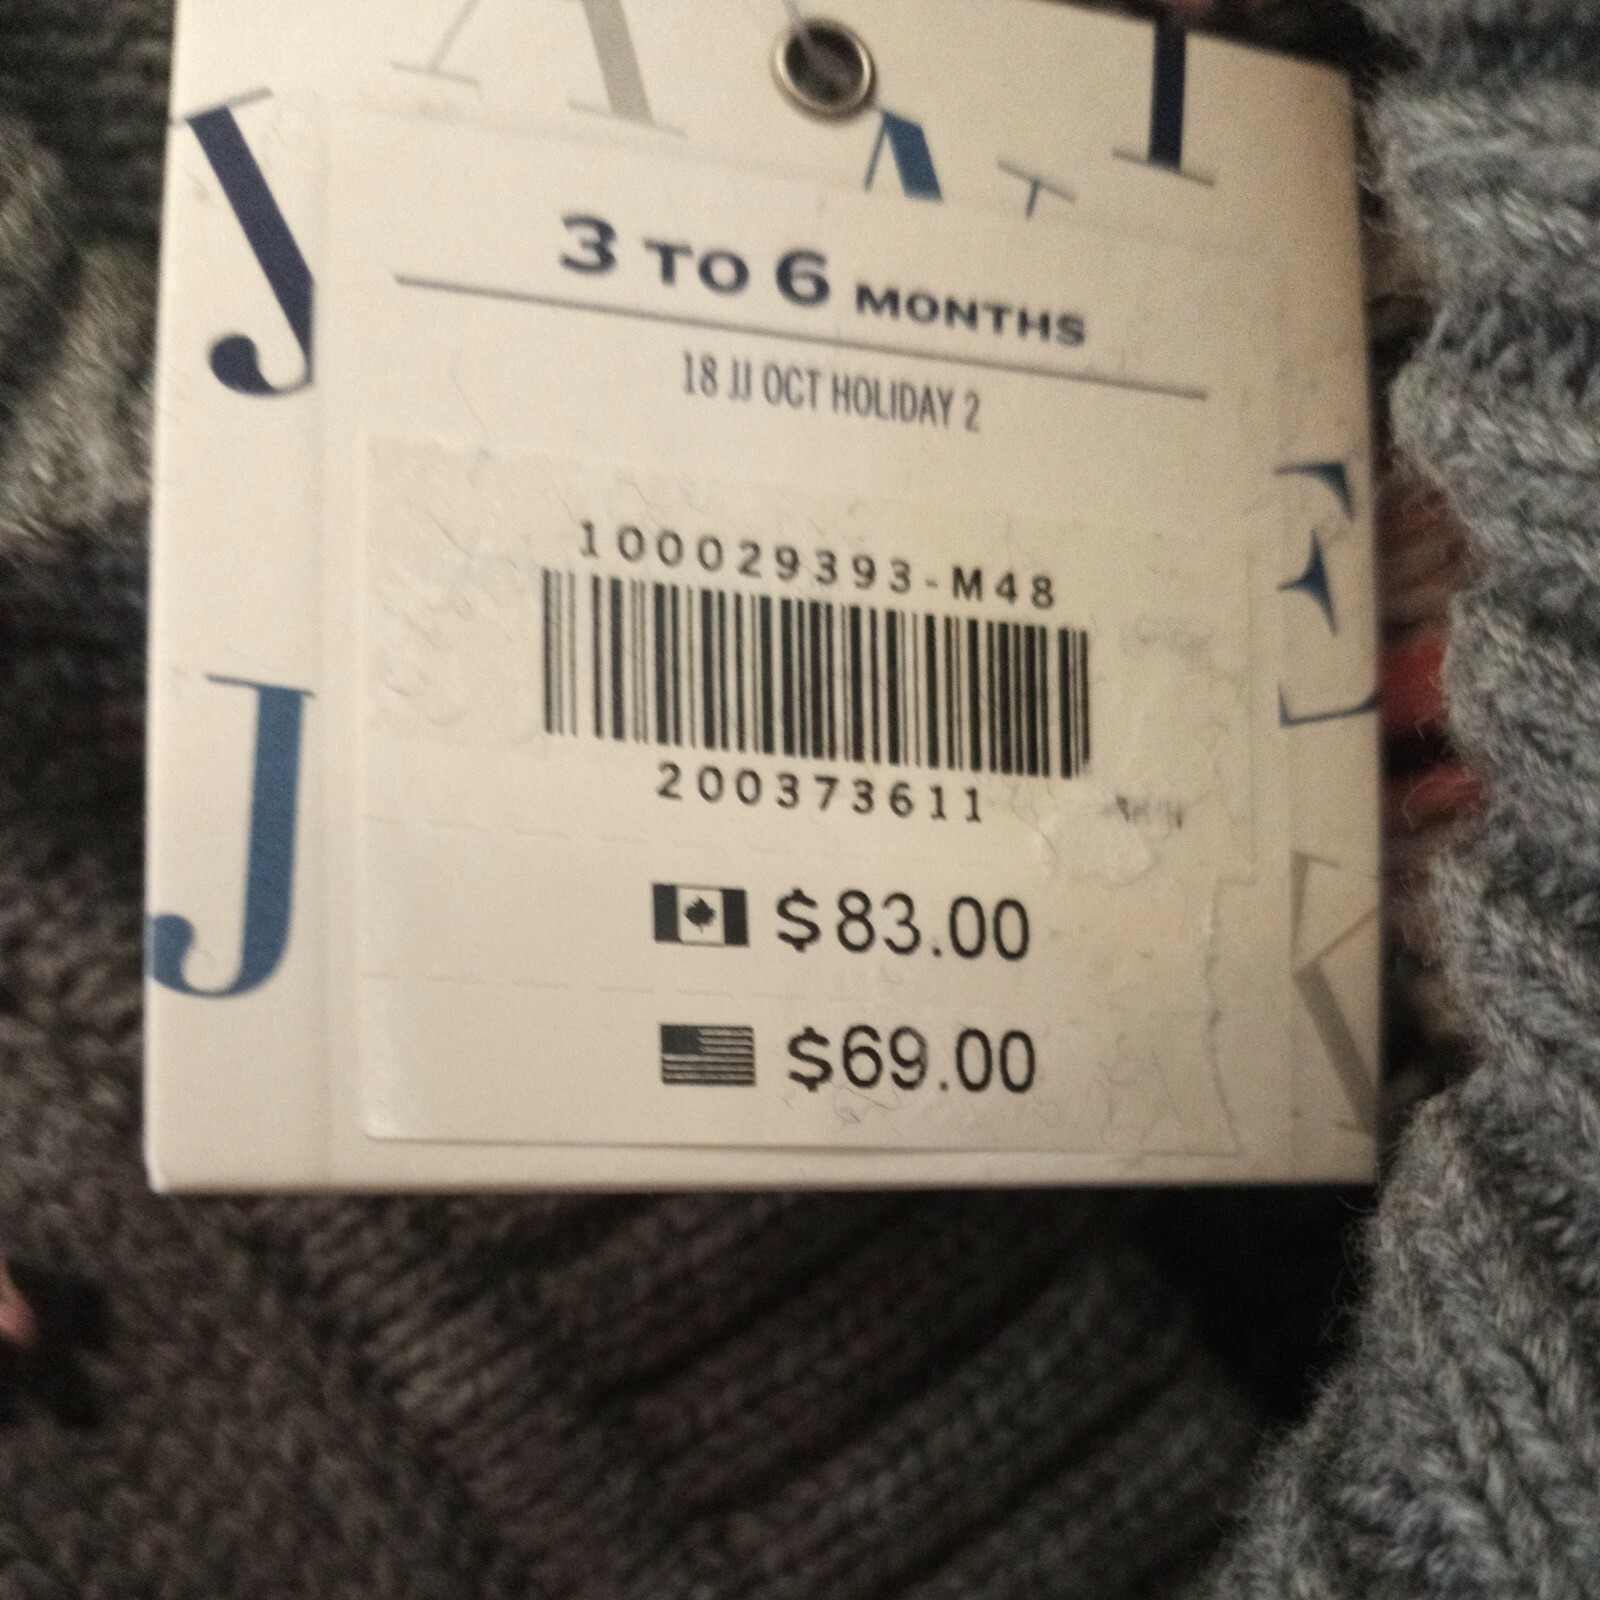 3 TO 6 MONTHS
18 JJ OCT HOLIDAY 2
100029393-M48
200373611
$83.00
$69.00